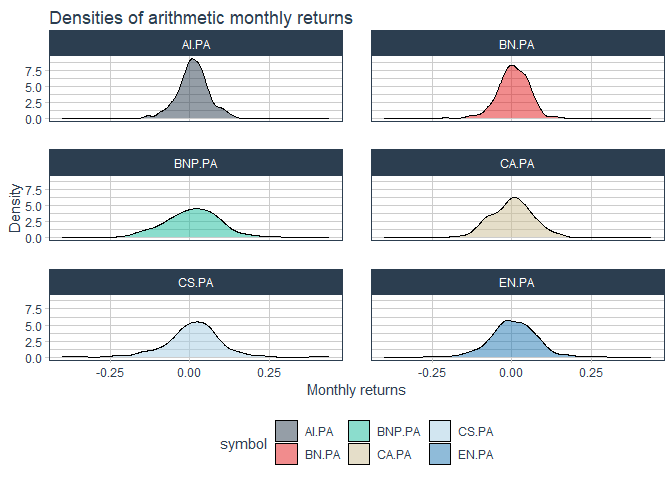 Densities of arithmetic monthly returns
AI.PA BN.PA
7.5
5.0
2.5
0.0
BNP.PA CA.PA
Density
7.5
5.0
2.5
0.0
CS.PA EN.PA
7.5
5.0
2.5
0.0
-0.25 0.00 0.25 -0.25 0.00 0.25
Monthly returns
symbol
AI.PA BNP.PA CS.PA
BN.PA CA.PA EN.PA